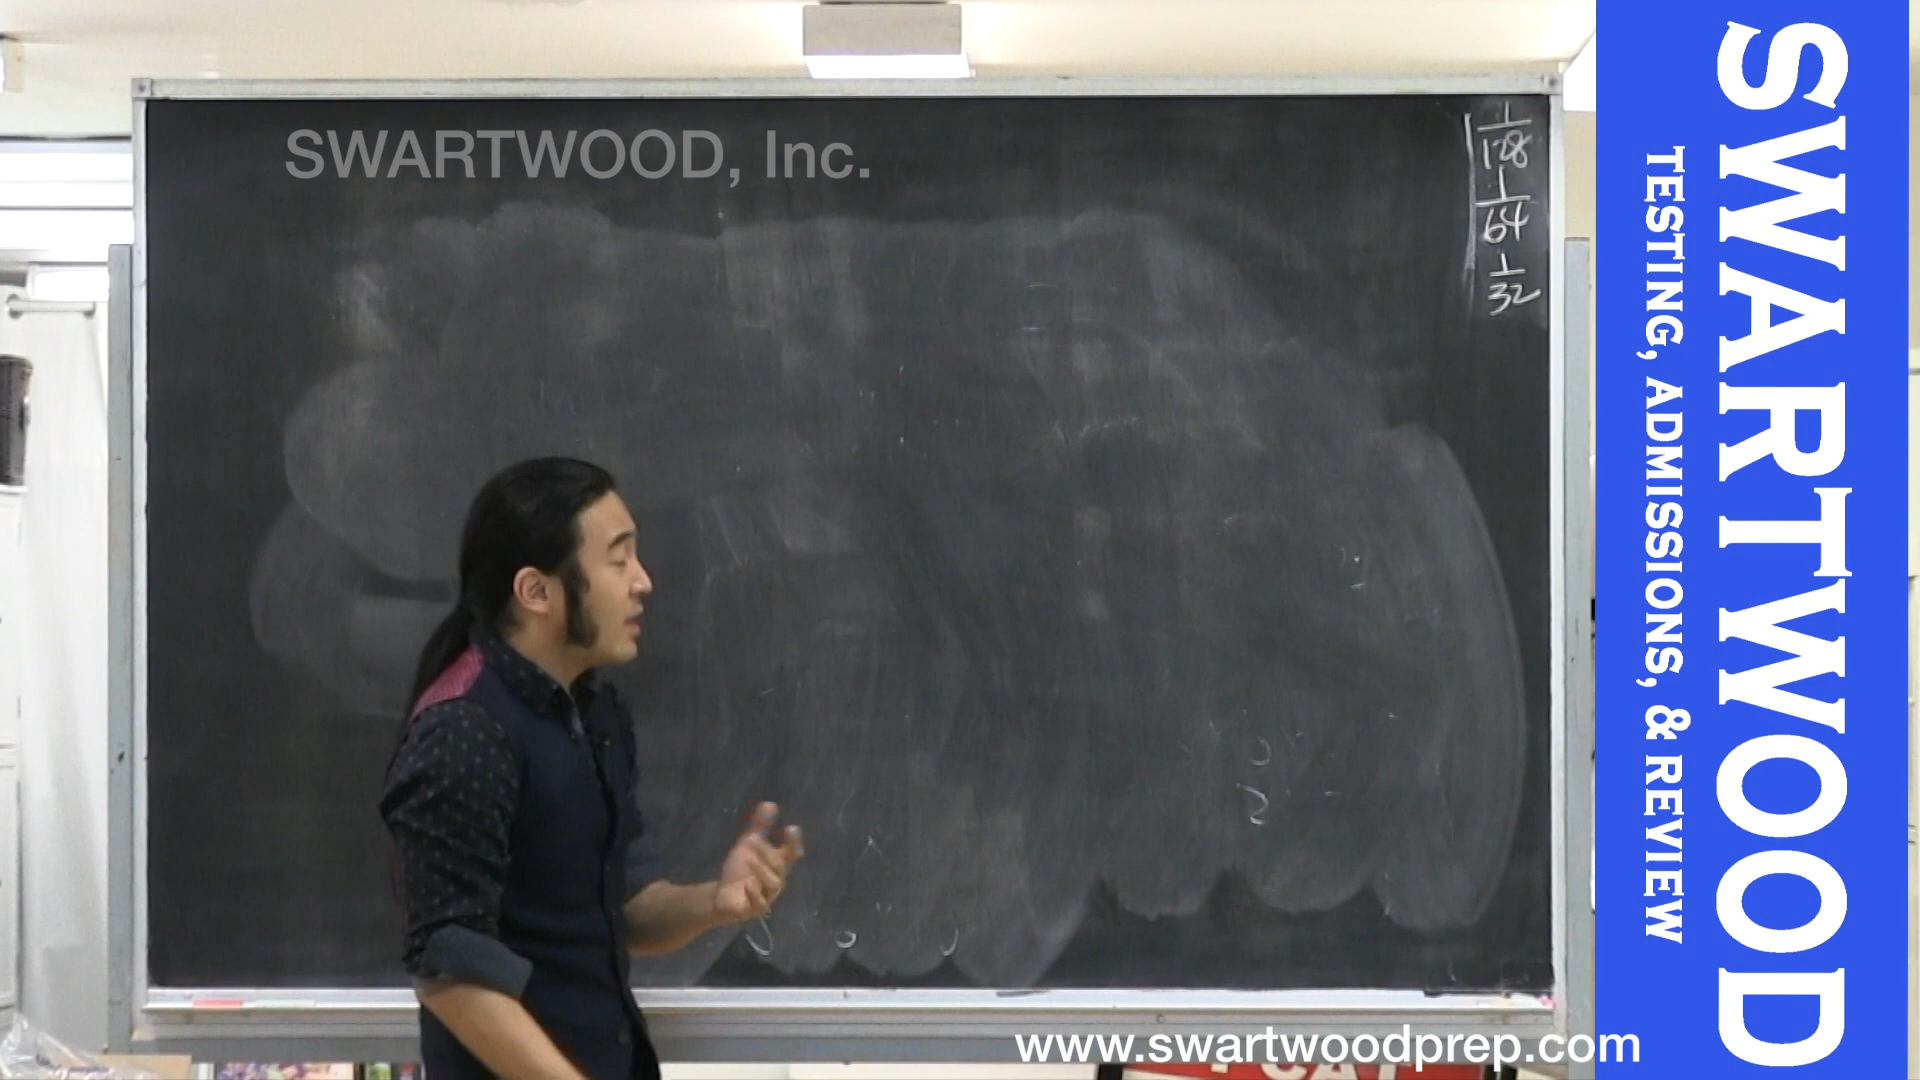 SWARTWOOD, Inc.
1
128
1
64
1
32
SWARTWOOD
TESTING, ADMISSIONS, & REVIEW
www.swartwoodprep.com